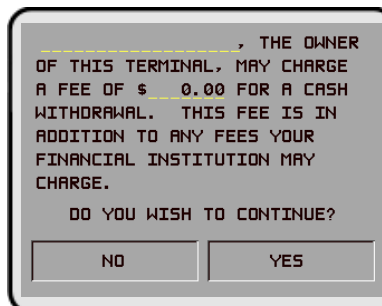 __________________, THE OWNER
OF THIS TERMINAL, MAY CHARGE
A FEE OF $__0.00 FOR A CASH
WITHDRAWAL. THIS FEE IS IN
ADDITION TO ANY FEES YOUR
FINANCIAL INSTITUTION MAY
CHARGE.
DO YOU WISH TO CONTINUE?
NO YES